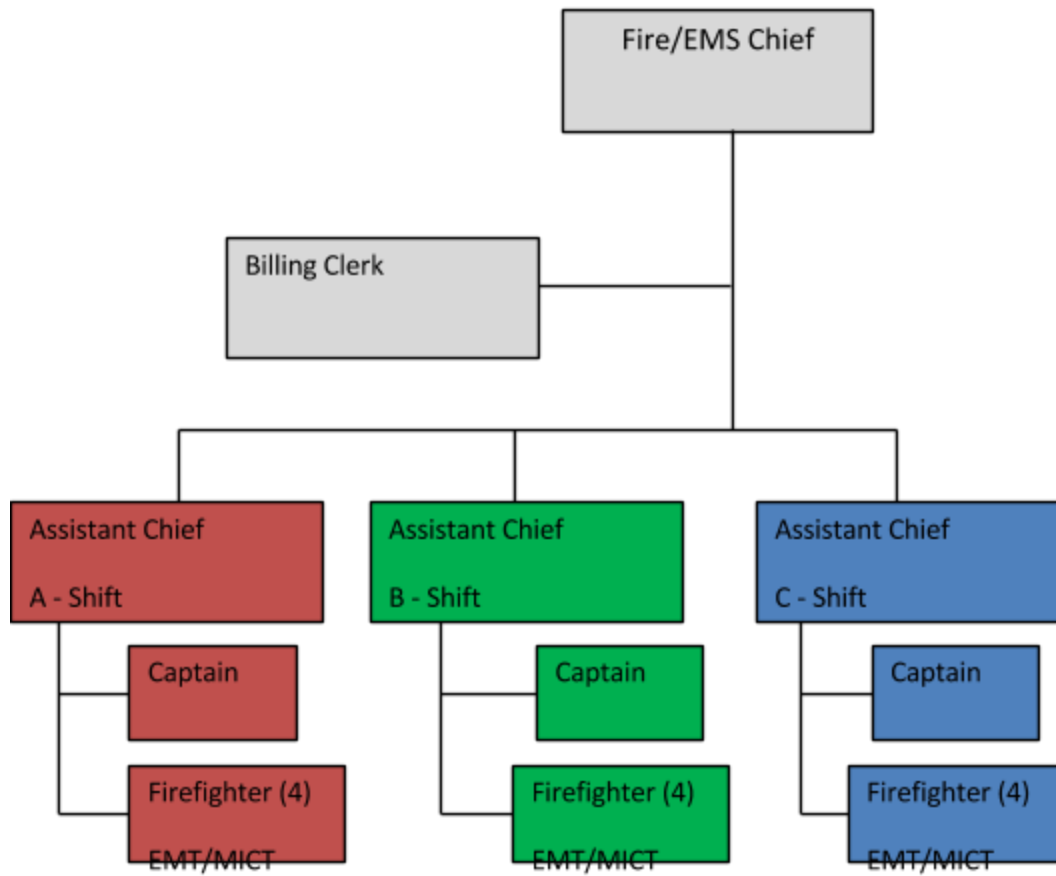 Fire/EMS Chief
Billing Clerk
Assistant Chief
A - Shift
Assistant Chief
B - Shift
Assistant Chief
C - Shift
Captain
Captain
Captain
Firefighter (4)
EMT/MICT
Firefighter (4)
EMT/MICT
Firefighter (4)
EMT/MICT